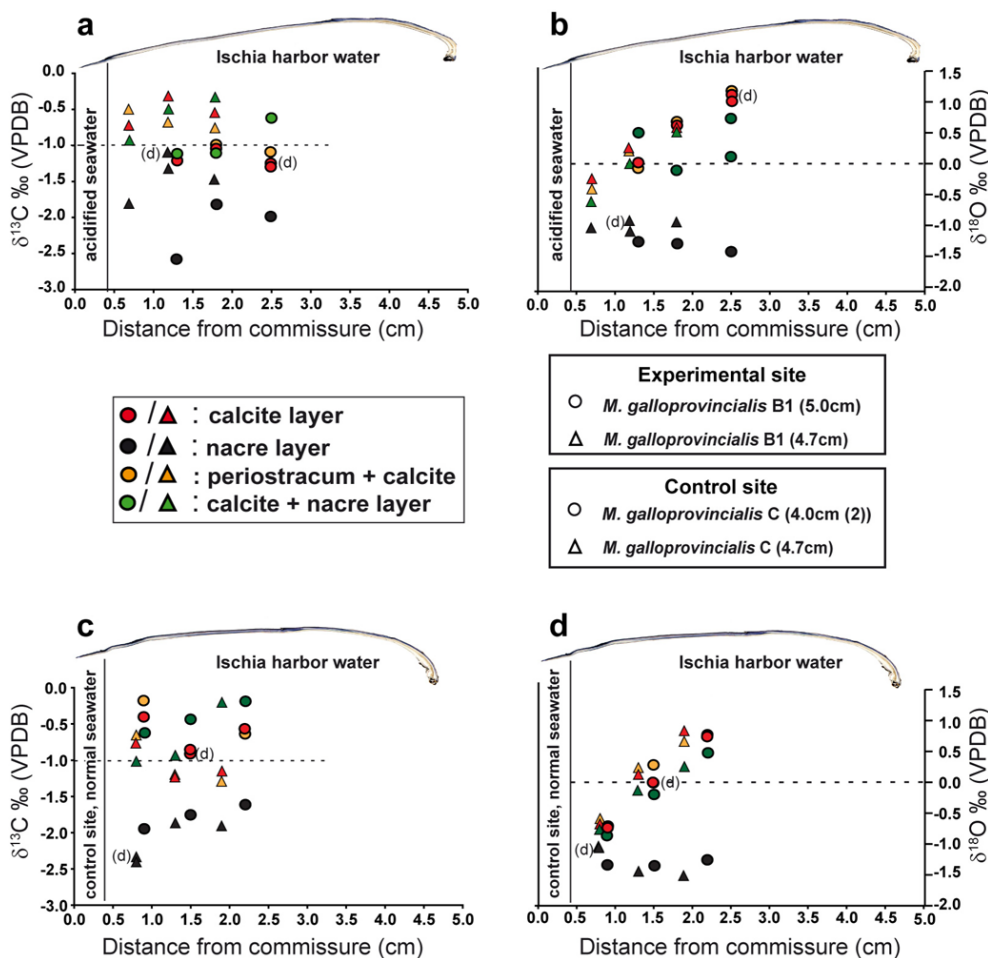 a
Ischia harbor water
acidified seawater
δ13C ‰ (VPDB)
0.0
-0.5
-1.0
-1.5
-2.0
-2.5
-3.0
(d)
(d)
0.0 0.5 1.0 1.5 2.0 2.5 3.0 3.5 4.0 4.5 5.0
Distance from commissure (cm)
b
Ischia harbor water
acidified seawater
δ18O ‰ (VPDB)
1.5
1.0
0.5
0.0
-0.5
-1.0
-1.5
-2.0
(d)
(d)
0.0 0.5 1.0 1.5 2.0 2.5 3.0 3.5 4.0 4.5 5.0
Distance from commissure (cm)
/ : calcite layer
/ : nacre layer
/ : periostracum + calcite
/ : calcite + nacre layer
Experimental site
M. galloprovincialis B1 (5.0cm)
M. galloprovincialis B1 (4.7cm)
Control site
M. galloprovincialis C (4.0cm (2))
M. galloprovincialis C (4.7cm)
c
Ischia harbor water
control site, normal seawater
δ13C ‰ (VPDB)
0.0
-0.5
-1.0
-1.5
-2.0
-2.5
-3.0
(d)
(d)
0.0 0.5 1.0 1.5 2.0 2.5 3.0 3.5 4.0 4.5 5.0
Distance from commissure (cm)
d
Ischia harbor water
control site, normal seawater
δ18O ‰ (VPDB)
1.5
1.0
0.5
0.0
-0.5
-1.0
-1.5
-2.0
(d)
(d)
0.0 0.5 1.0 1.5 2.0 2.5 3.0 3.5 4.0 4.5 5.0
Distance from commissure (cm)